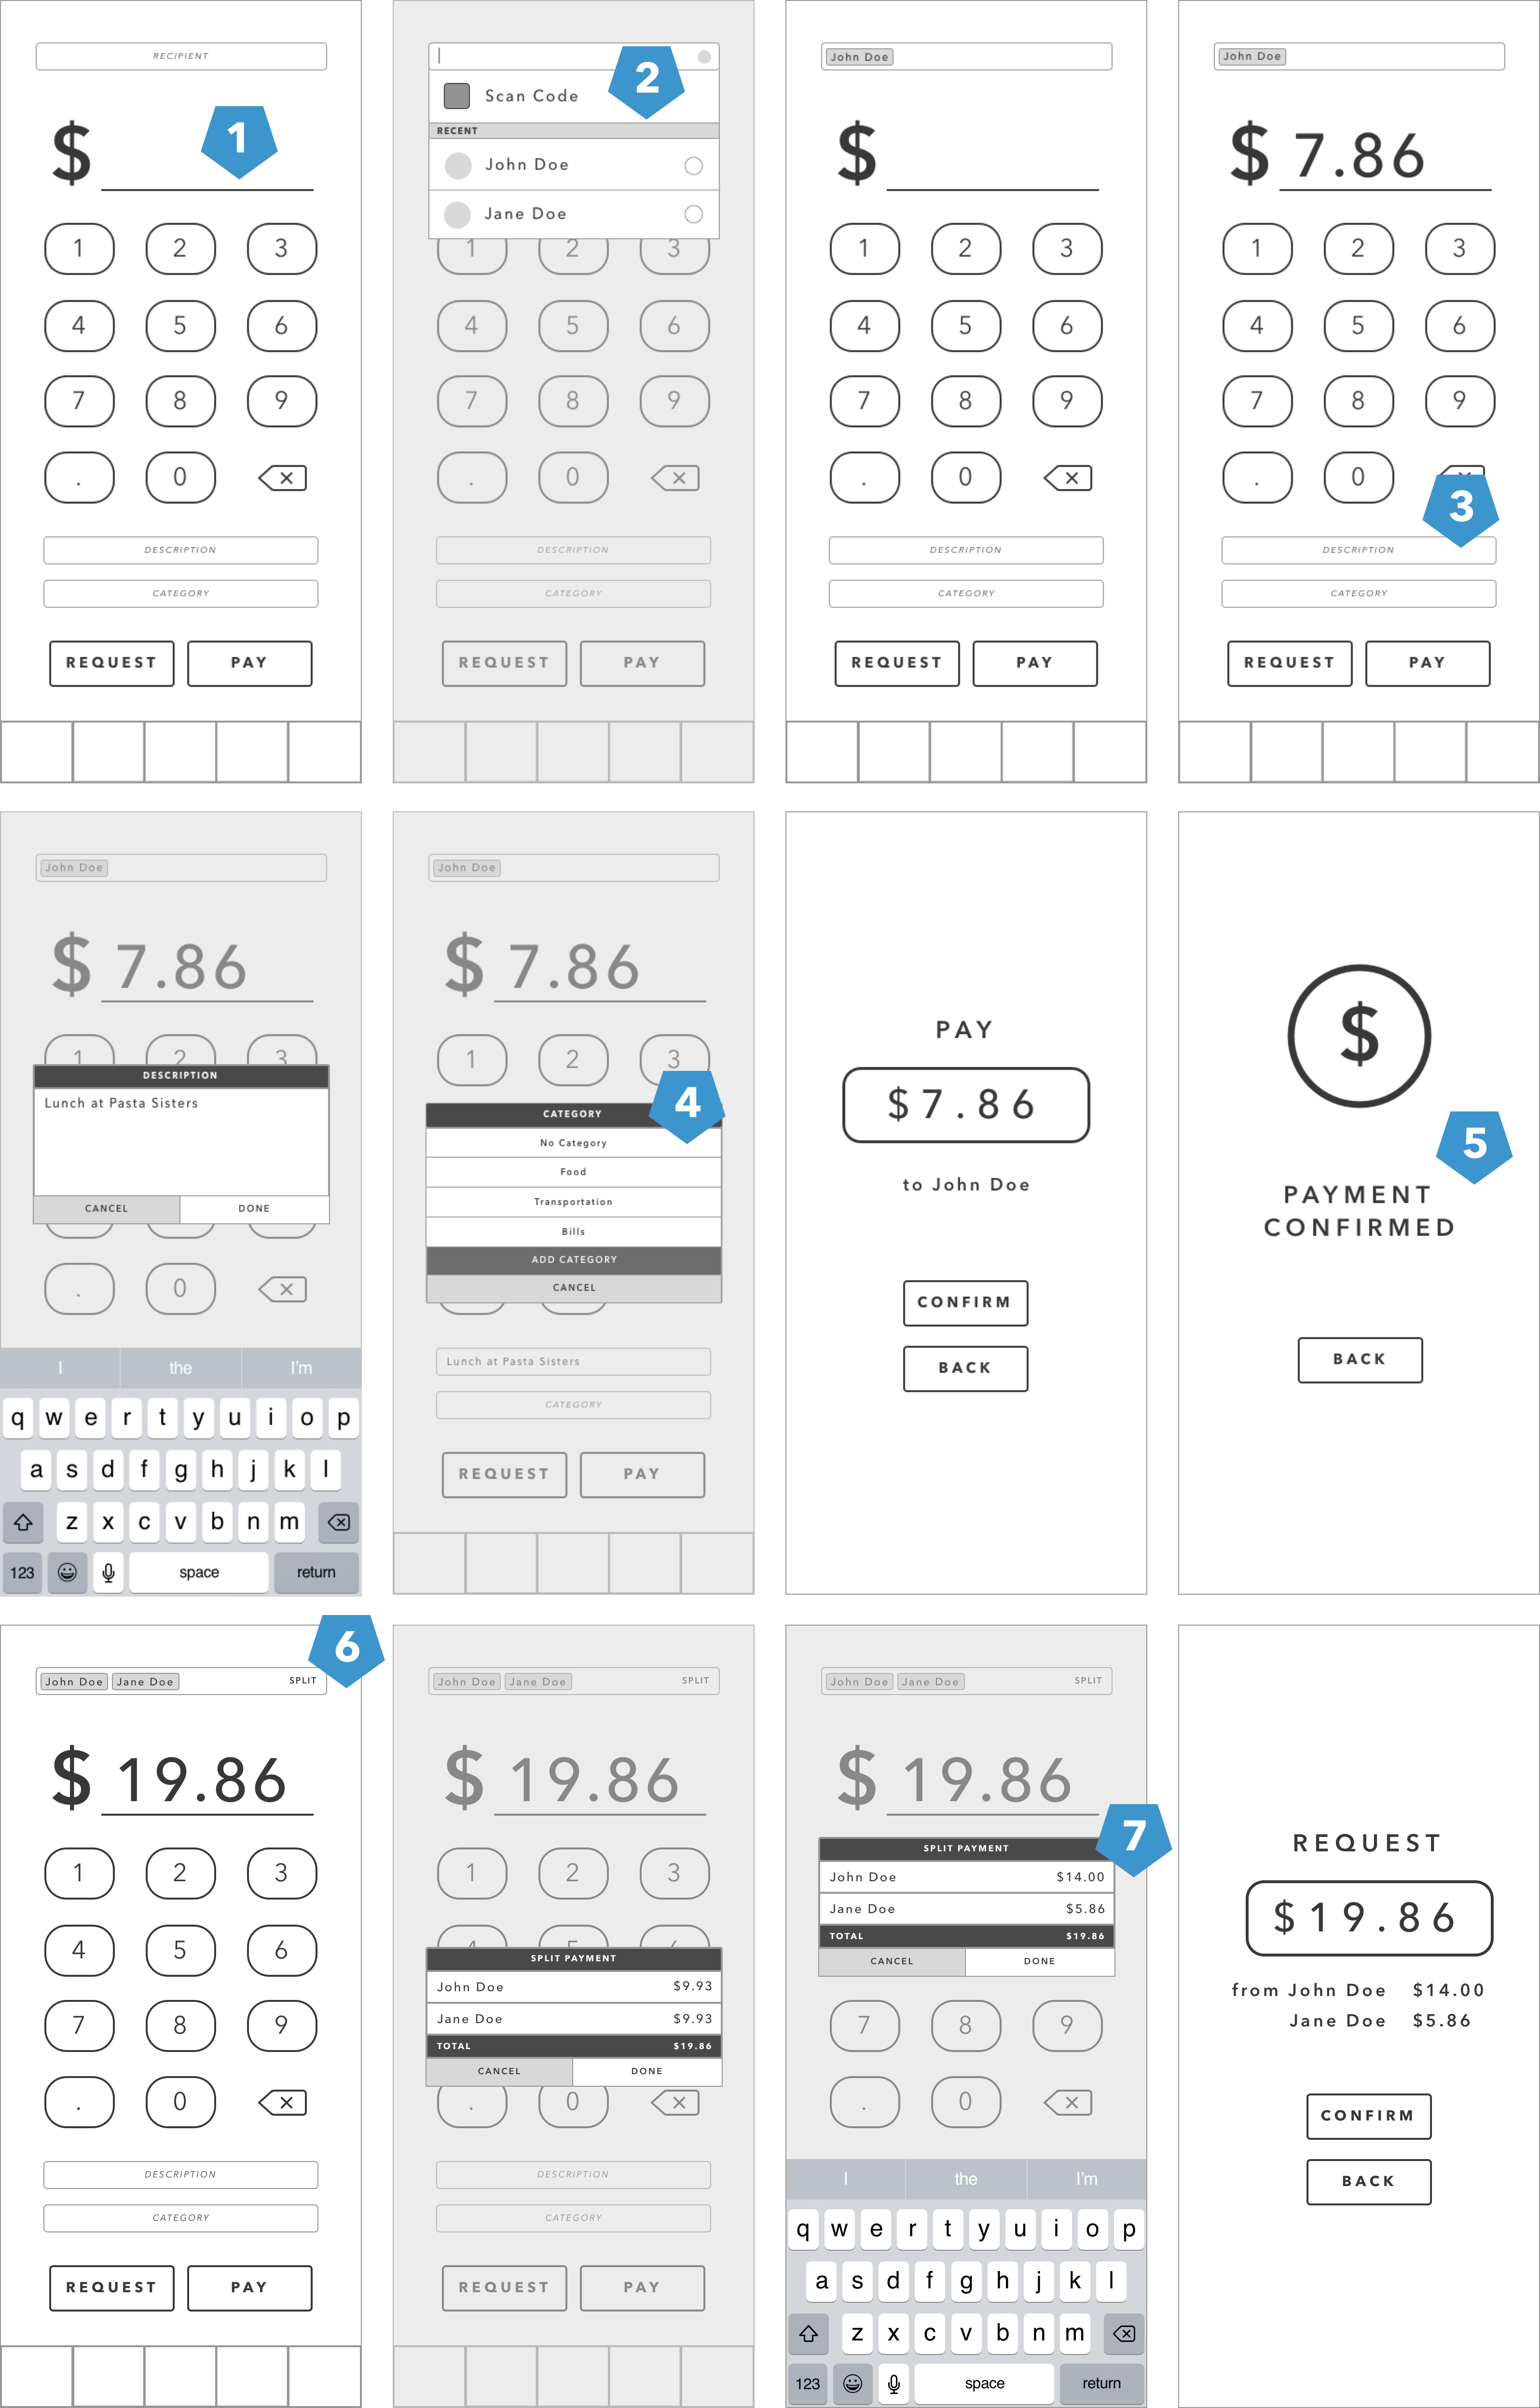 RECIPIENT
$
1
1 2 3
4 5 6
7 8 9
. 0
DESCRIPTION
CATEGORY
REQUEST PAY
2
Scan Code
RECENT
John Doe
Jane Doe
1 2 3
4 5 6
7 8 9
. 0
DESCRIPTION
CATEGORY
REQUEST PAY
John Doe
$
1 2 3
4 5 6
7 8 9
. 0
DESCRIPTION
CATEGORY
REQUEST PAY
John Doe
$ 7.86
1 2 3
4 5 6
7 8 9
. 0
3
DESCRIPTION
CATEGORY
REQUEST PAY
John Doe
$ 7.86
1 2 3
DESCRIPTION
Lunch at Pasta Sisters
CANCEL DONE
. 0
I the I'm
q w e r t y u i o p
a s d f g h j k l
z x c v b n m
123 space return
John Doe
$ 7.86
1 2 3
4
CATEGORY
No Category
Food
Transportation
Bills
ADD CATEGORY
CANCEL
Lunch at Pasta Sisters
CATEGORY
REQUEST PAY
PAY
$7.86
to John Doe
CONFIRM
BACK
$
5
PAYMENT
CONFIRMED
BACK
6
John Doe Jane Doe SPLIT
$ 19.86
1 2 3
4 5 6
7 8 9
. 0
DESCRIPTION
CATEGORY
REQUEST PAY
John Doe Jane Doe SPLIT
$ 19.86
1 2 3
4 5 6
SPLIT PAYMENT
John Doe $9.93
Jane Doe $9.93
TOTAL $19.86
CANCEL DONE
. 0
DESCRIPTION
CATEGORY
REQUEST PAY
John Doe Jane Doe SPLIT
$ 19.86
7
SPLIT PAYMENT
John Doe $14.00
Jane Doe $5.86
TOTAL $19.86
CANCEL DONE
7 8 9
. 0
I the I'm
q w e r t y u i o p
a s d f g h j k l
z x c v b n m
123 space return
REQUEST
$19.86
from John Doe $14.00
Jane Doe $5.86
CONFIRM
BACK